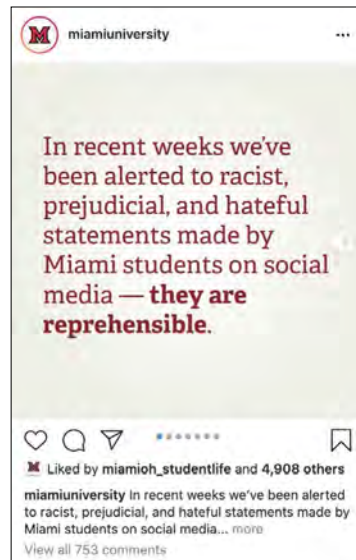 M
miamiuniversity
...
In recent weeks we've
been alerted to racist,
prejudicial, and hateful
statements made by
Miami students on social
media — they are
reprehensible.
M Liked by miamioh_studentlife and 4,908 others
miamiuniversity In recent weeks we've been alerted
to racist, prejudicial, and hateful statements made by
Miami students on social media... more
View all 753 comments